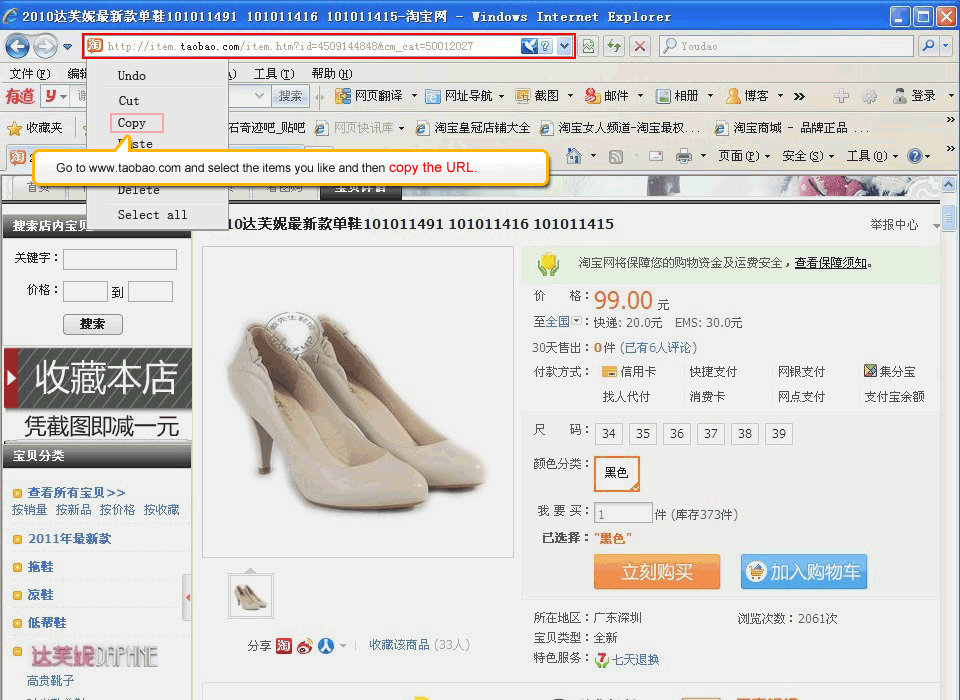 2010达芙妮最新款单鞋101011491 101011416 101011415-淘宝网 - Windows Internet Explorer
http://item.taobao.com/item.htm?id=4509144848&cm_cat=50012027
Youdao
文件(F) 编辑 工具(T) 帮助(H)
Undo
Cut
Copy
Delete
Select all
有道 搜索 网页翻译 网址导航 截图 邮件 相册 博客 登录
收藏夹 石奇迹吧_贴吧 网页快讯库 淘宝皇冠店铺大全 淘宝女人频道-淘宝最权... 淘宝商城 - 品牌正品 ...
页面(P) 安全(S) 工具(O)
Go to www.taobao.com and select the items you like and then copy the URL.
首页 看图购 宝贝评价
10达芙妮最新款单鞋101011491 101011416 101011415
举报中心
搜索店内宝贝
关键字：
价格： 到
搜索
收藏本店
凭截图即减一元
宝贝分类
查看所有宝贝>>
按销量 按新品 按价格 按收藏
2011年最新款
拖鞋
凉鞋
低帮鞋
达芙妮DAPHNE
高贵靴子
分享 淘 收藏该商品 (33人)
淘宝网将保障您的购物资金及运费安全，查看保障须知。
价 格：99.00 元
至全国：快递: 20.0元 EMS: 30.0元
30天售出：0件 (已有6人评论)
付款方式： 信用卡 快捷支付 网银支付 集分宝
找人代付 消费卡 网点支付 支付宝余额
尺 码： 34 35 36 37 38 39
颜色分类： 黑色
我 要 买： 1 件 (库存373件)
已选择："黑色"
立刻购买 加入购物车
所在地区：广东深圳 浏览次数：2061次
宝贝类型：全新
特色服务： 七天退换